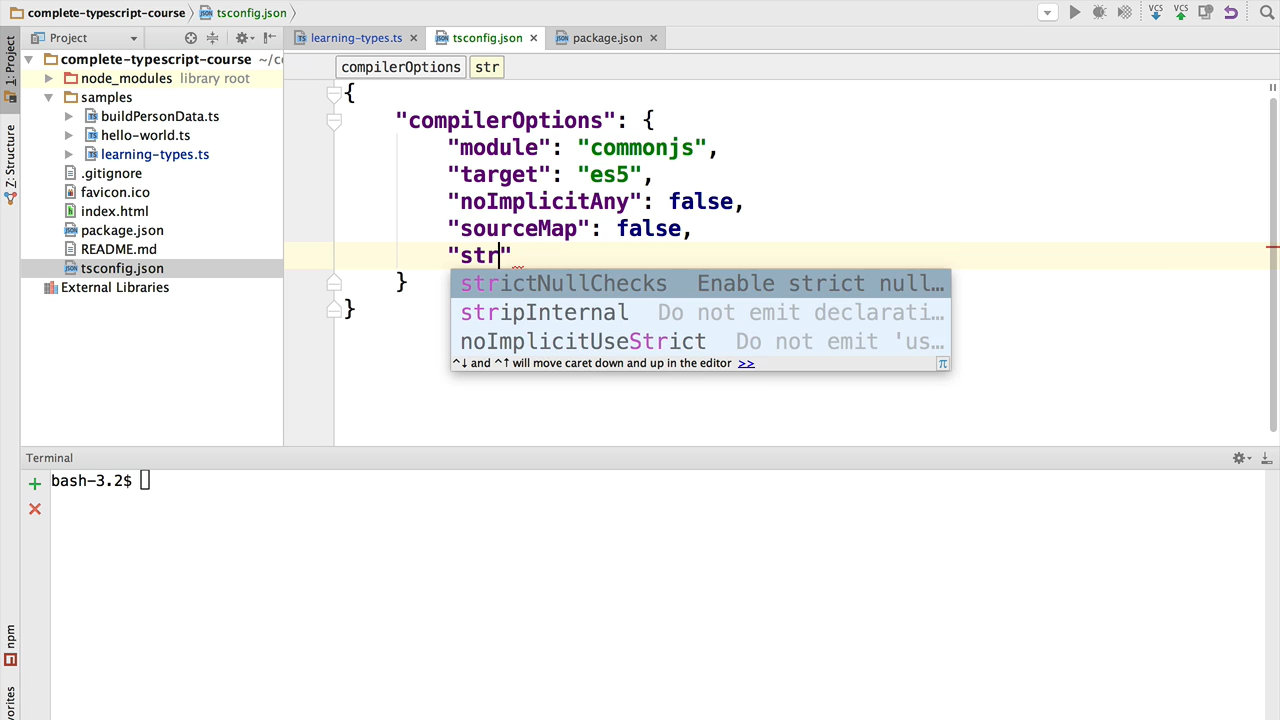 complete-typescript-course tsconfig.json
VCS VCS
1: Project
Project
learning-types.ts tsconfig.json package.json
complete-typescript-course ~/c
node_modules library root
samples
buildPersonData.ts
hello-world.ts
learning-types.ts
.gitignore
favicon.ico
index.html
package.json
README.md
tsconfig.json
External Libraries
Z: Structure
npm
compilerOptions str
{
"compilerOptions": {
"module": "commonjs",
"target": "es5",
"noImplicitAny": false,
"sourceMap": false,
"str"
}
}
strictNullChecks Enable strict null…
stripInternal Do not emit declarati…
noImplicitUseStrict Do not emit 'us…
^↓ and ^↑ will move caret down and up in the editor >> π
Terminal
bash-3.2$